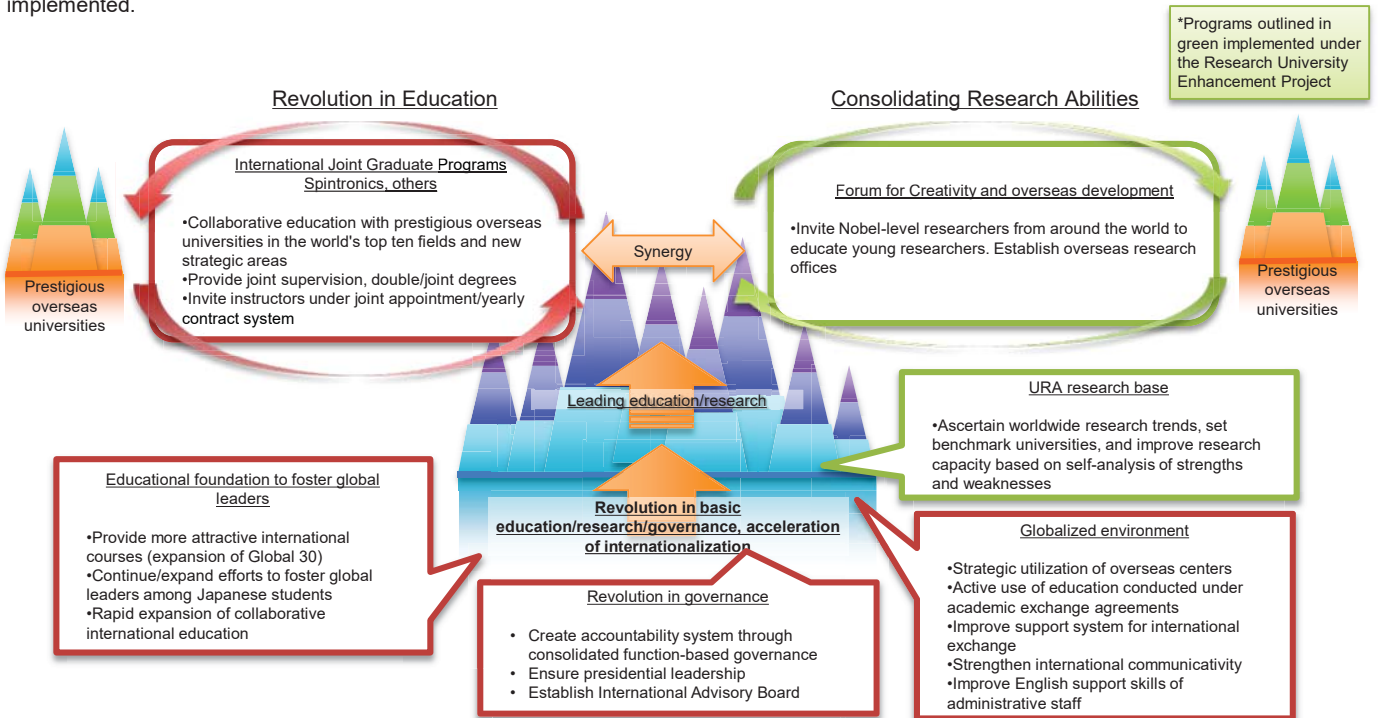 implemented.
*Programs outlined in
green implemented under
the Research University
Enhancement Project
Revolution in Education
Consolidating Research Abilities
Prestigious
overseas
universities
International Joint Graduate Programs
Spintronics, others
•Collaborative education with prestigious overseas
universities in the world's top ten fields and new
strategic areas
•Provide joint supervision, double/joint degrees
•Invite instructors under joint appointment/yearly
contract system
Synergy
Forum for Creativity and overseas development
•Invite Nobel-level researchers from around the world to
educate young researchers. Establish overseas research
offices
Prestigious
overseas
universities
Leading education/research
URA research base
•Ascertain worldwide research trends, set
benchmark universities, and improve research
capacity based on self-analysis of strengths
and weaknesses
Educational foundation to foster global
leaders
•Provide more attractive international
courses (expansion of Global 30)
•Continue/expand efforts to foster global
leaders among Japanese students
•Rapid expansion of collaborative
international education
Revolution in basic
education/research/governance, acceleration
of internationalization
Revolution in governance
• Create accountability system through
consolidated function-based governance
• Ensure presidential leadership
• Establish International Advisory Board
Globalized environment
•Strategic utilization of overseas centers
•Active use of education conducted under
academic exchange agreements
•Improve support system for international
exchange
•Strengthen international communicativity
•Improve English support skills of
administrative staff